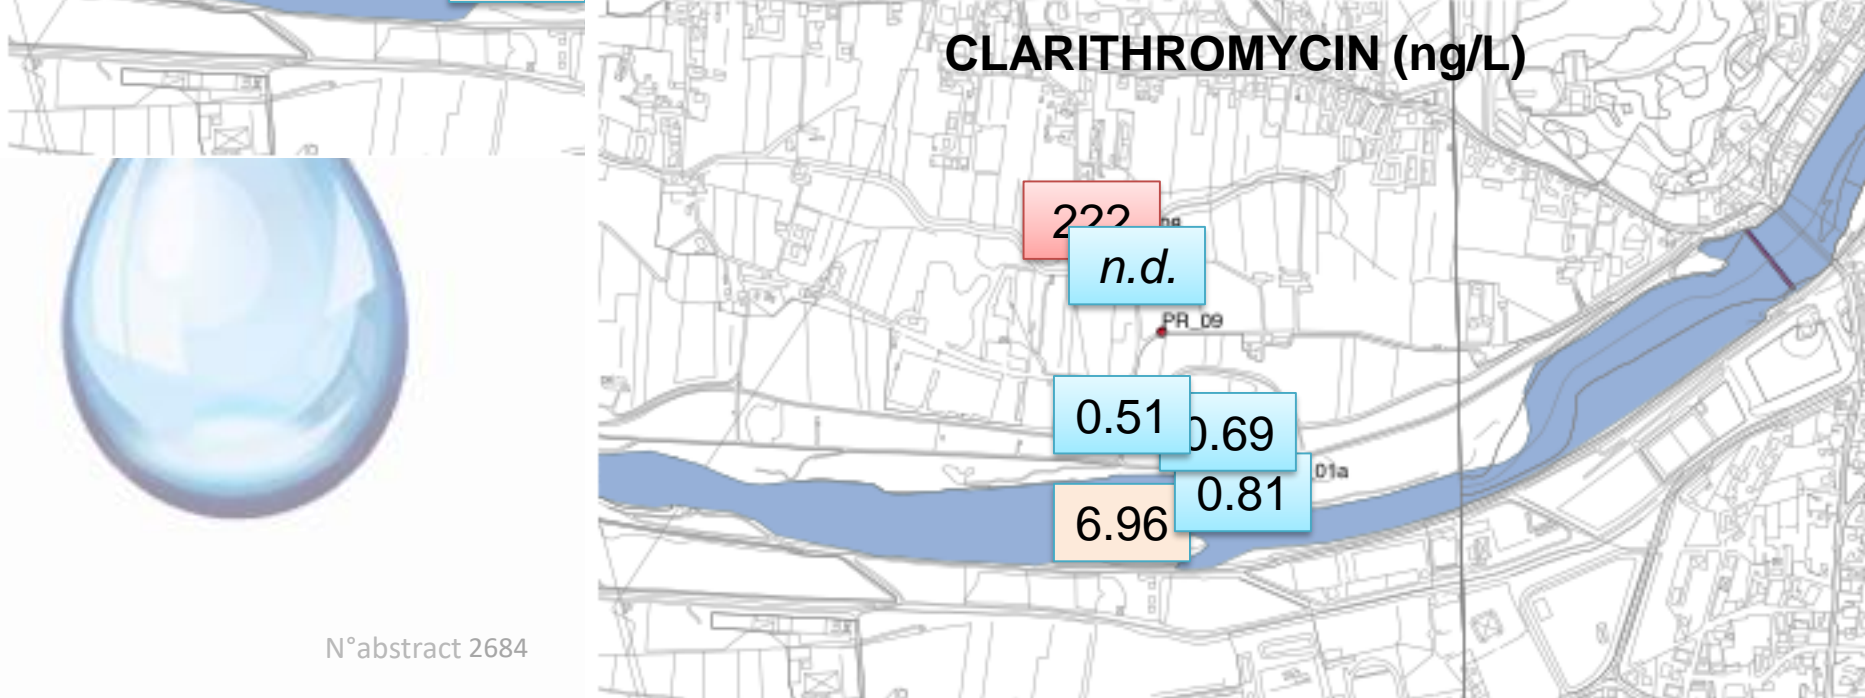 CLARITHROMYCIN (ng/L)
222
n.d.
PR_09
0.51
0.69
01a
0.81
6.96
N°abstract 2684